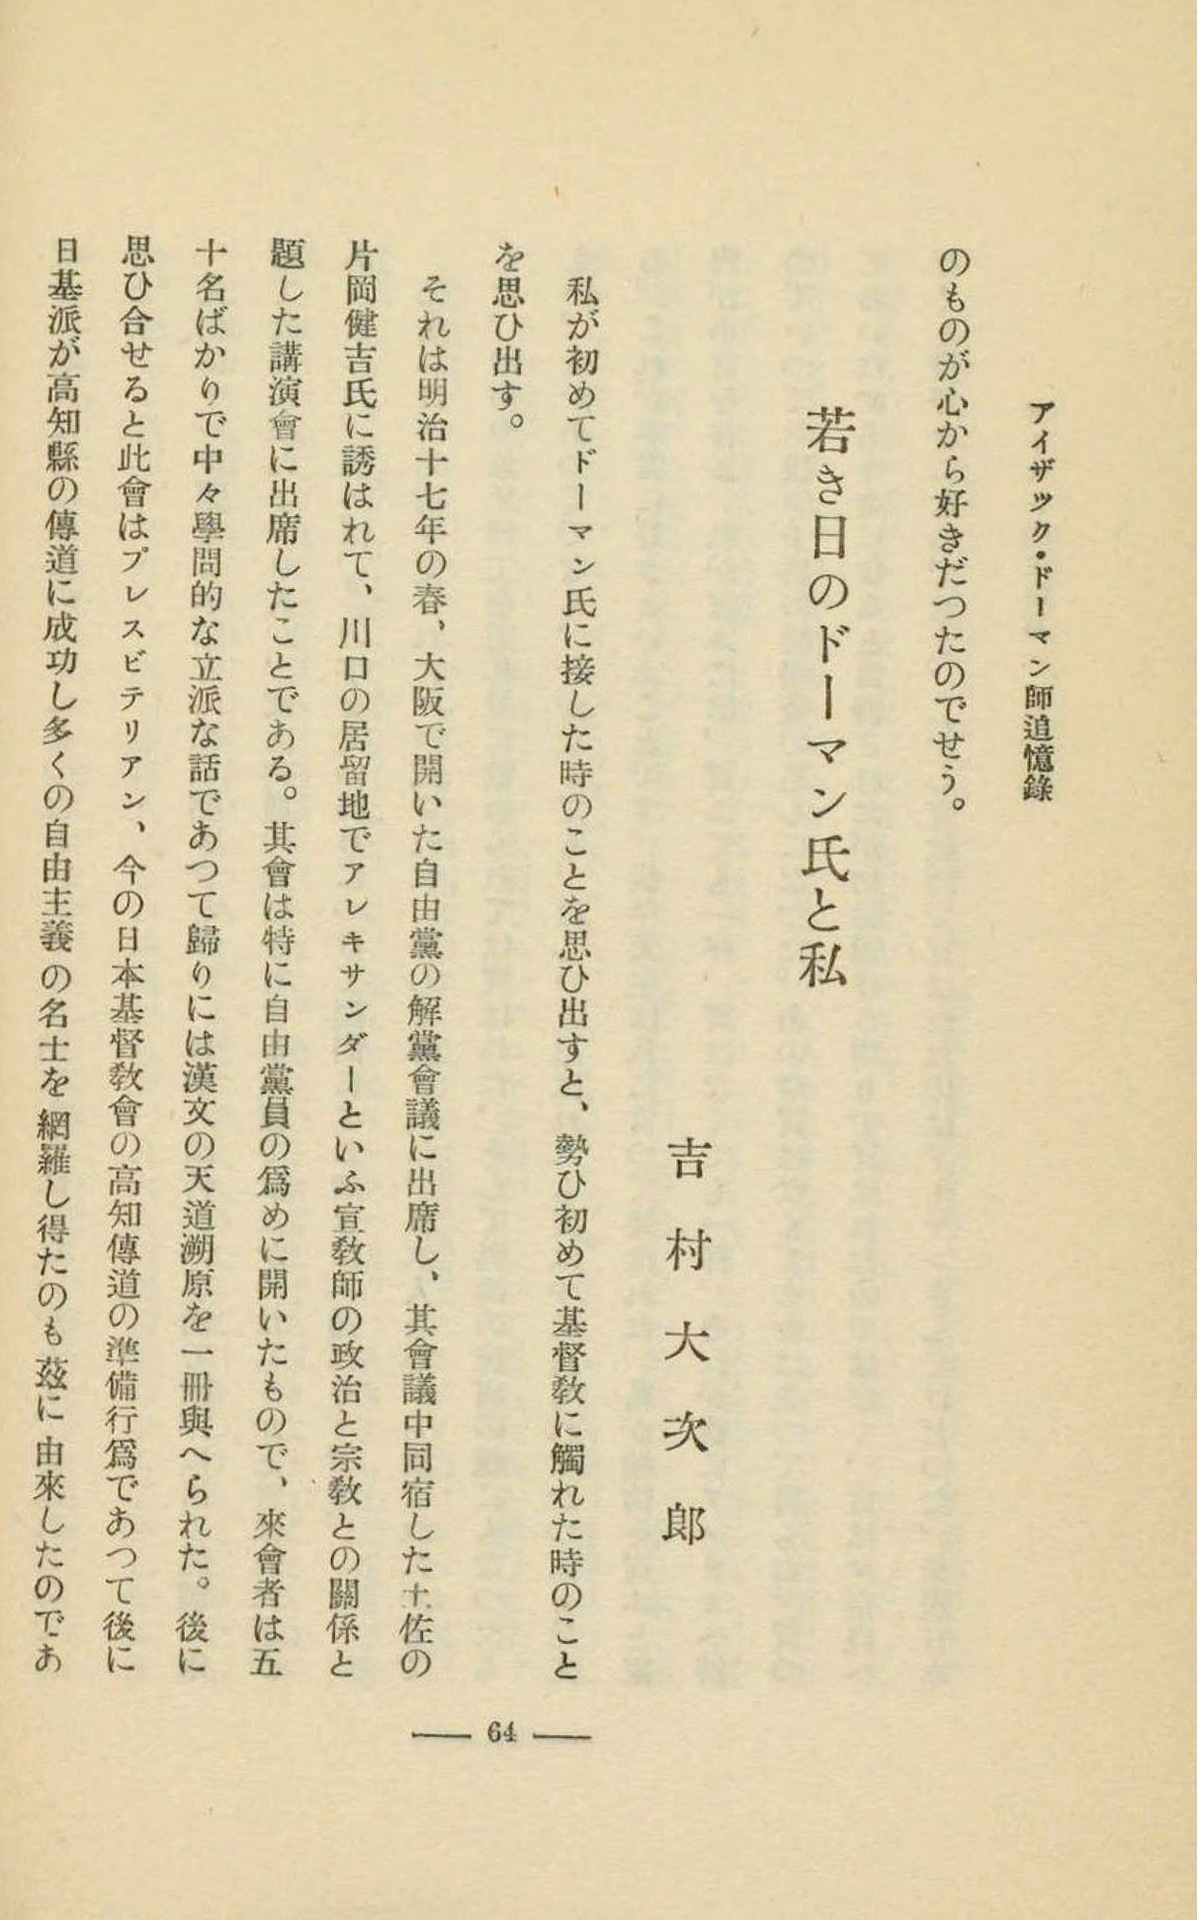 アイザック・ドーマン師追憶錄
のものが心から好きだつたのでせう。
若き日のドーマン氏と私
吉村大次郎
私が初めてドーマン氏に接した時のことを思ひ出すと、勢ひ初めて基督敎に觸れた時のこと
を思ひ出す。
それは明治十七年の春、大阪で開いた自由黨の解黨會議に出席し、其會議中同宿した土佐の
片岡健吉氏に誘はれて、川口の居留地でアレキサンダーといふ宣敎師の政治と宗敎との關係と
題した講演會に出席したことである。其會は特に自由黨員の爲めに開いたもので、來會者は五
十名ばかりで中々學問的な立派な話であつて歸りには漢文の天道溯原を一冊與へられた。後に
思ひ合せると此會はプレスビテリアン、今の日本基督敎會の高知傳道の準備行爲であつて後に
日基派が高知縣の傳道に成功し多くの自由主義の名士を網羅し得たのも茲に由來したのであ
— 64 —